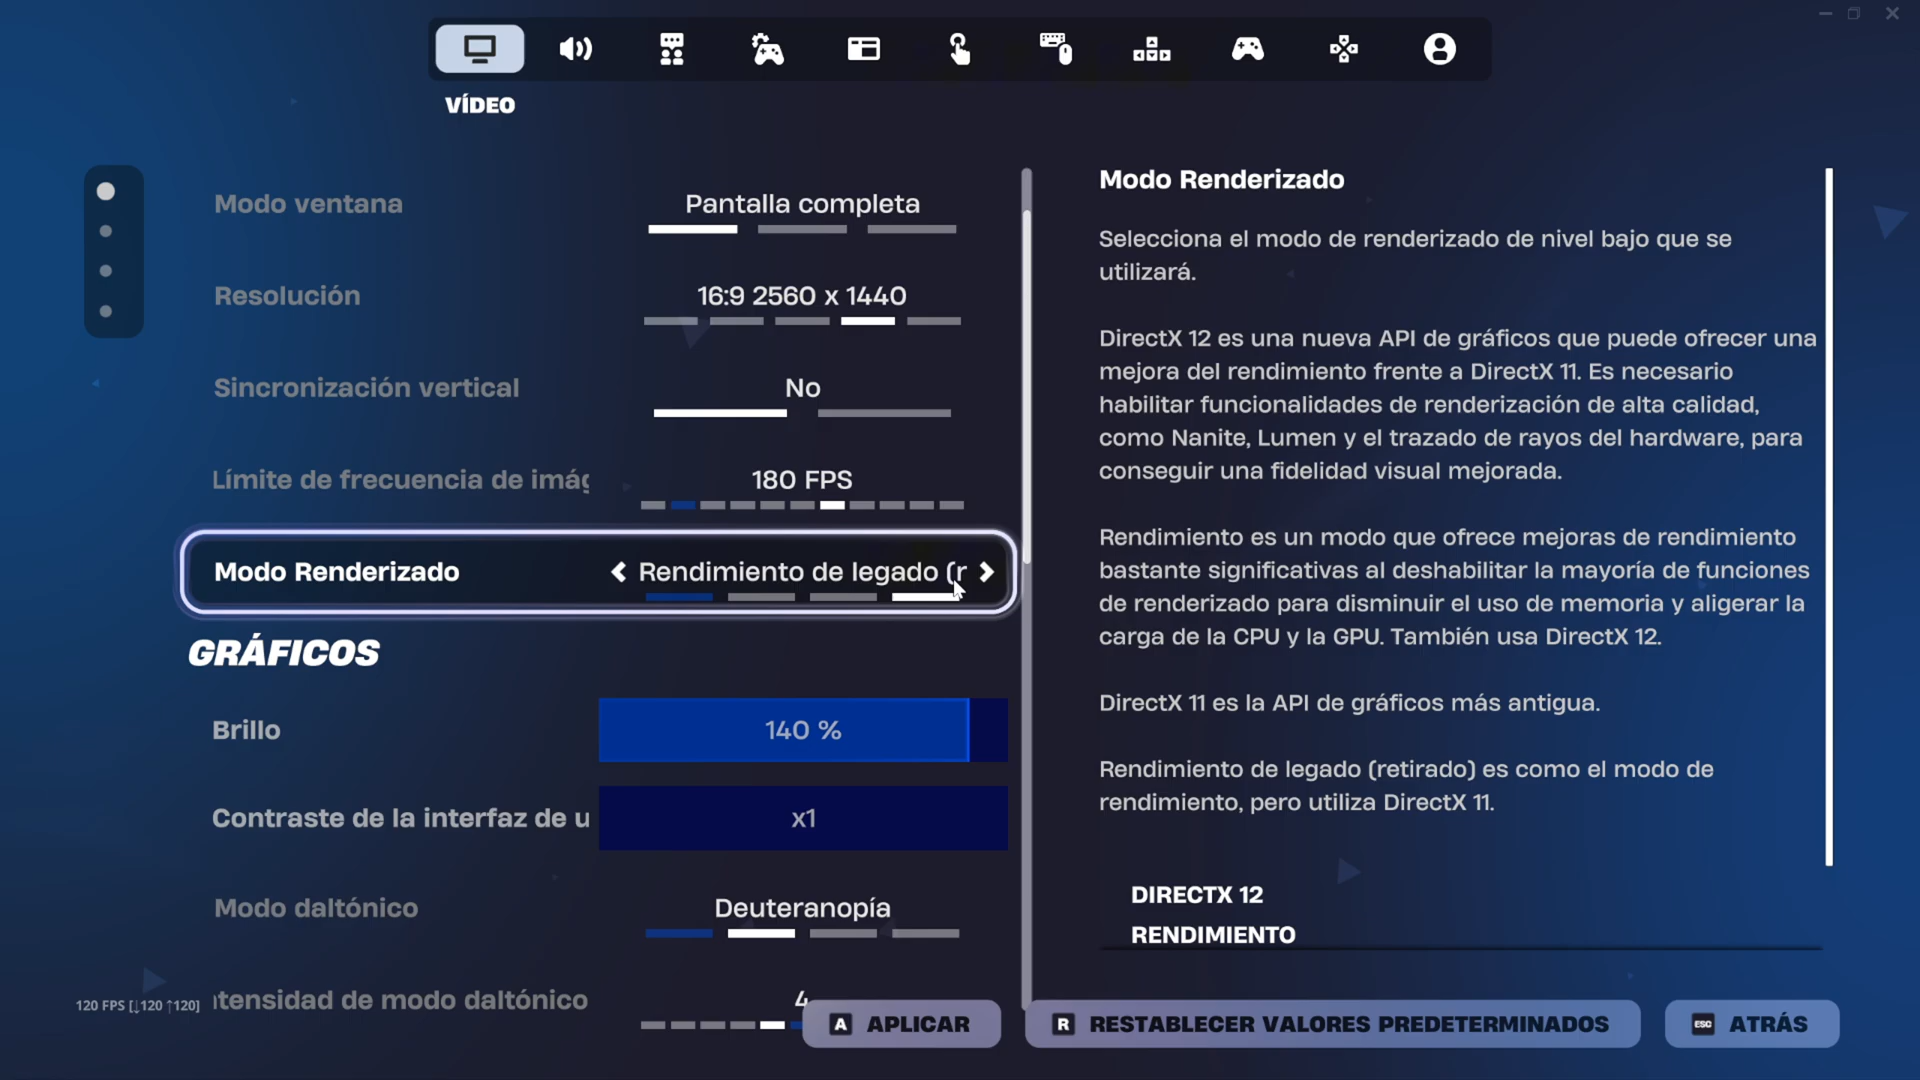 VÍDEO
Modo ventana
Pantalla completa
Resolución
16:9 2560 x 1440
Sincronización vertical
No
Límite de frecuencia de imág
180 FPS
Modo Renderizado
Rendimiento de legado (r
GRÁFICOS
Brillo
140 %
Contraste de la interfaz de u
x1
Modo daltónico
Deuteranopía
ntensidad de modo daltónico
4
120 FPS [↓120 ↑120]
Modo Renderizado
Selecciona el modo de renderizado de nivel bajo que se
utilizará.
DirectX 12 es una nueva API de gráficos que puede ofrecer una
mejora del rendimiento frente a DirectX 11. Es necesario
habilitar funcionalidades de renderización de alta calidad,
como Nanite, Lumen y el trazado de rayos del hardware, para
conseguir una fidelidad visual mejorada.
Rendimiento es un modo que ofrece mejoras de rendimiento
bastante significativas al deshabilitar la mayoría de funciones
de renderizado para disminuir el uso de memoria y aligerar la
carga de la CPU y la GPU. También usa DirectX 12.
DirectX 11 es la API de gráficos más antigua.
Rendimiento de legado (retirado) es como el modo de
rendimiento, pero utiliza DirectX 11.
DIRECTX 12
RENDIMIENTO
A APLICAR
R RESTABLECER VALORES PREDETERMINADOS
ESC ATRÁS